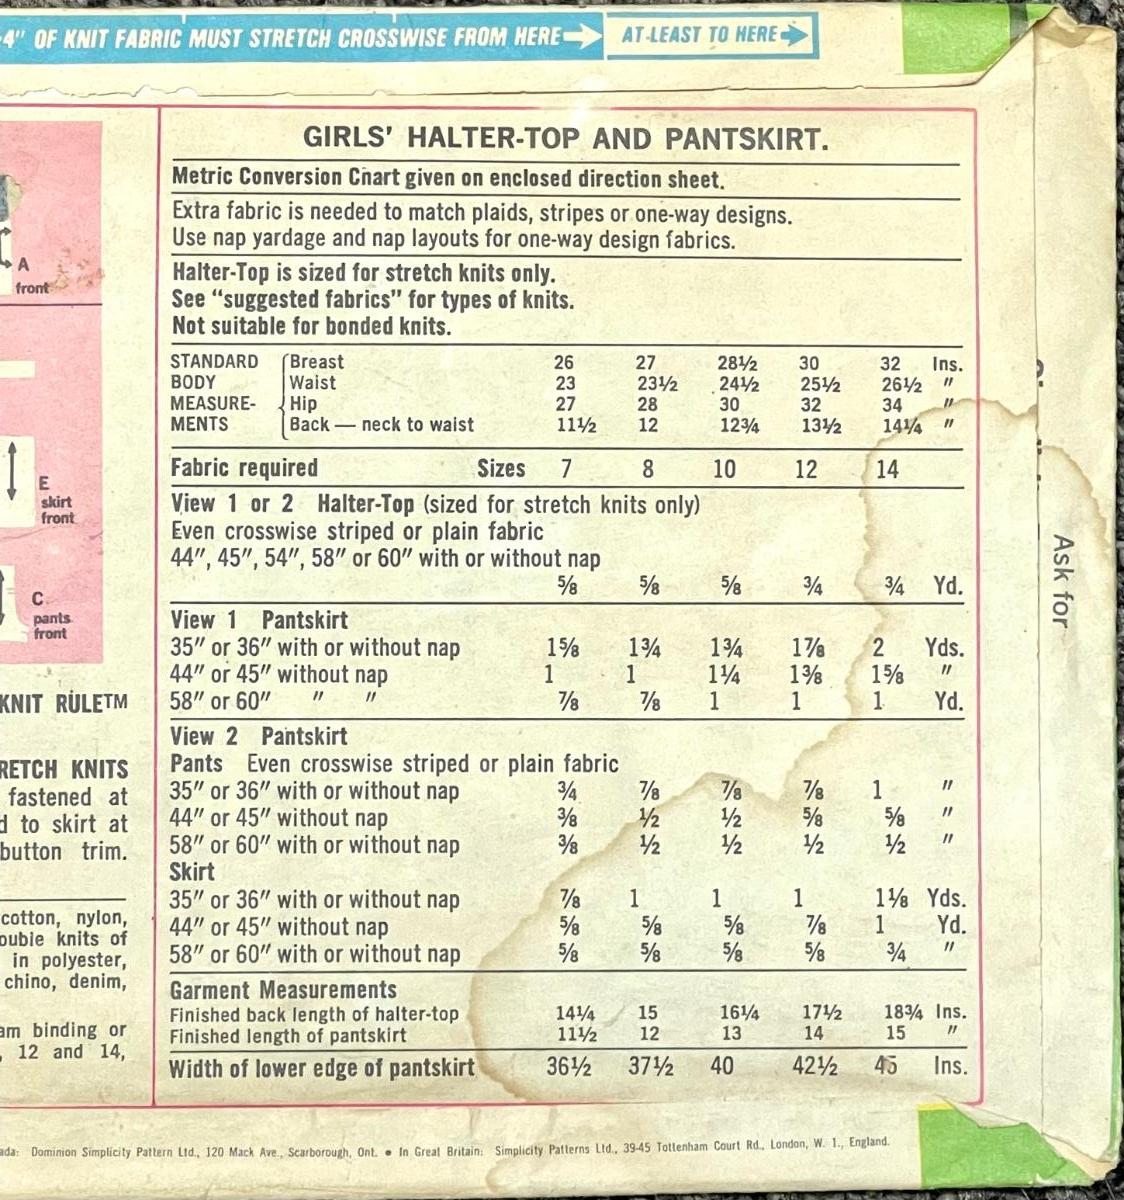 4" OF KNIT FABRIC MUST STRETCH CROSSWISE FROM HERE AT LEAST TO HERE
GIRLS' HALTER-TOP AND PANTSKIRT.
Metric Conversion Chart given on enclosed direction sheet.
Extra fabric is needed to match plaids, stripes or one-way designs.
Use nap yardage and nap layouts for one-way design fabrics.
Halter-Top is sized for stretch knits only.
See “suggested fabrics” for types of knits.
Not suitable for bonded knits.
STANDARD Breast 26 27 28½ 30 32 Ins.
BODY Waist 23 23½ 24½ 25½ 26½ "
MEASURE- Hip 27 28 30 32 34 "
MENTS Back — neck to waist 11½ 12 12¾ 13½ 14¼ "
Fabric required Sizes 7 8 10 12 14
View 1 or 2 Halter-Top (sized for stretch knits only)
Even crosswise striped or plain fabric
44", 45", 54", 58" or 60" with or without nap
⅝ ⅝ ⅝ ¾ ¾ Yd.
View 1 Pantskirt
35" or 36" with or without nap 1⅝ 1¾ 1¾ 1⅞ 2 Yds.
44" or 45" without nap 1 1 1¼ 1⅜ 1⅝ "
58" or 60" " " ⅞ ⅞ 1 1 1 Yd.
View 2 Pantskirt
Pants Even crosswise striped or plain fabric
35" or 36" with or without nap ¾ ⅞ ⅞ ⅞ 1 "
44" or 45" with or without nap ⅜ ½ ½ ⅝ ⅝ "
58" or 60" with or without nap ⅜ ½ ½ ½ ½ "
Skirt
35" or 36" with or without nap ⅞ 1 1 1 1⅛ Yds.
44" or 45" without nap ⅝ ⅝ ⅝ ⅞ 1 Yd.
58" or 60" with or without nap ⅝ ⅝ ⅝ ⅝ ¾ "
Garment Measurements
Finished back length of halter-top 14¼ 15 16¼ 17½ 18¾ Ins.
Finished length of pantskirt 11½ 12 13 14 15 "
Width of lower edge of pantskirt 36½ 37½ 40 42½ 45 Ins.
A
front
E
skirt
front
C
pants
front
KNIT RULE™
KNITS
fastened at
to skirt at
button trim.
cotton, nylon,
knits of
in polyester,
chino, denim,
binding or
, 12 and 14,
Ask for
Dominion Simplicity Pattern Ltd., 120 Mack Ave., Scarborough, Ont. • In Great Britain: Simplicity Patterns Ltd., 39-45 Tottenham Court Rd., London, W. 1., England.